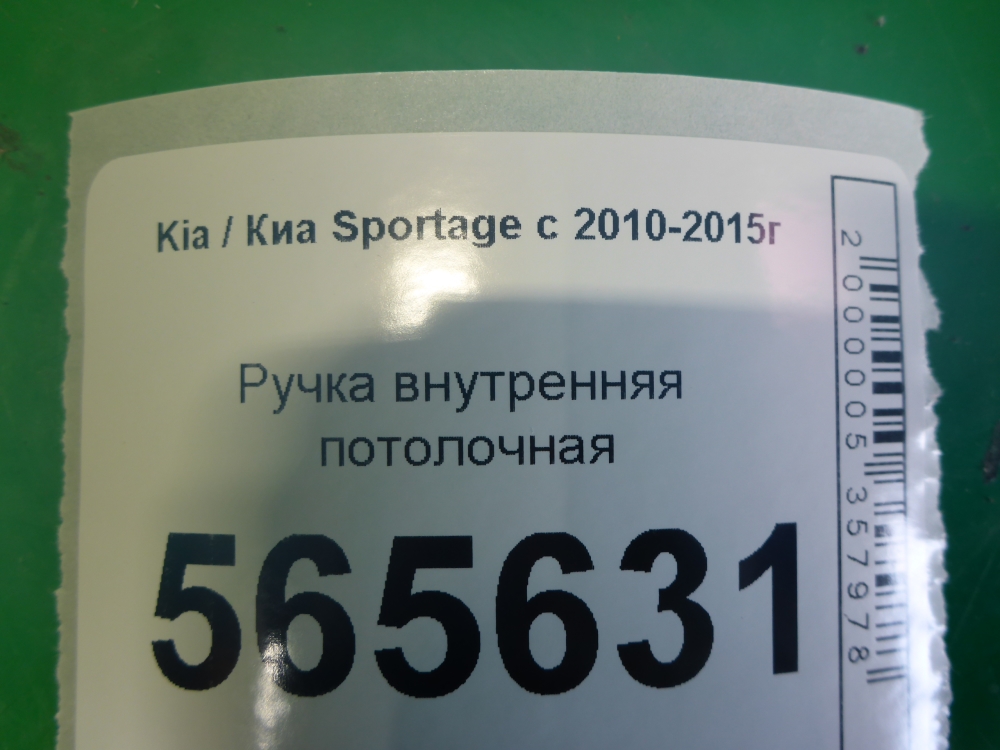 Kia / Киа Sportage с 2010-2015г
Ручка внутренняя
потолочная
565631
2000005357978